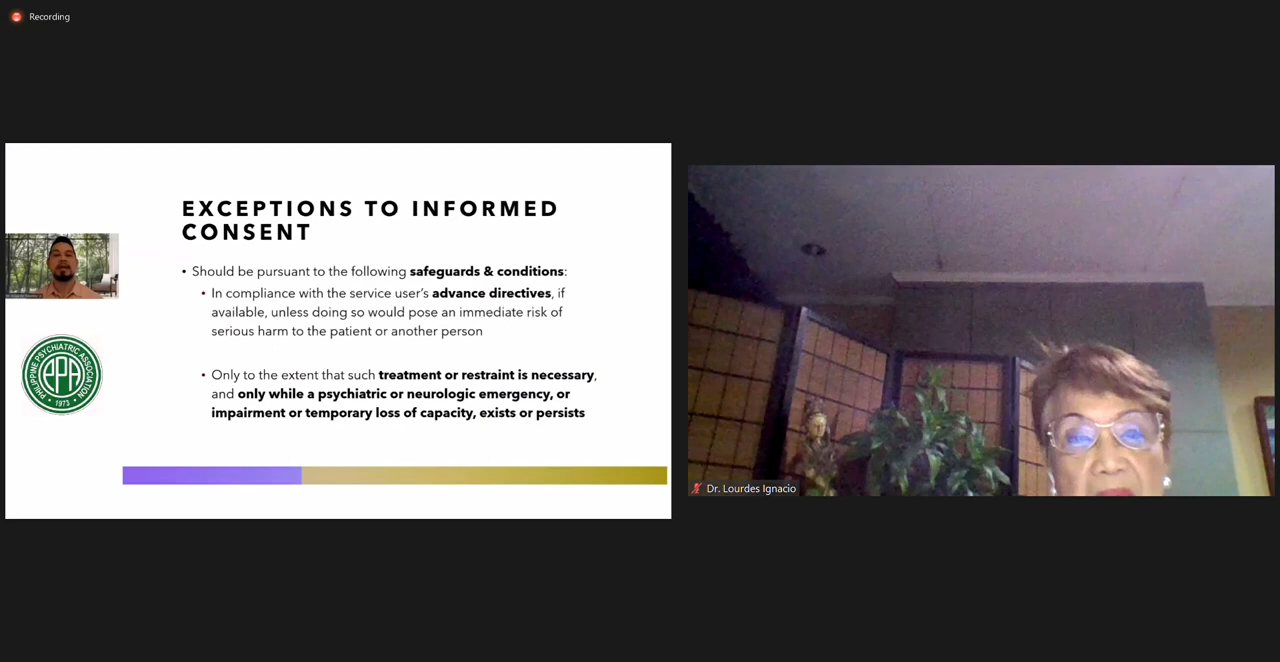 Recording
EXCEPTIONS TO INFORMED
CONSENT
• Should be pursuant to the following safeguards & conditions:
• In compliance with the service user's advance directives, if
available, unless doing so would pose an immediate risk of
serious harm to the patient or another person
• Only to the extent that such treatment or restraint is necessary,
and only while a psychiatric or neurologic emergency, or
impairment or temporary loss of capacity, exists or persists
PHILIPPINE PSYCHIATRIC ASSOCIATION
PPA
• 1973 •
Dr. Lourdes Ignacio